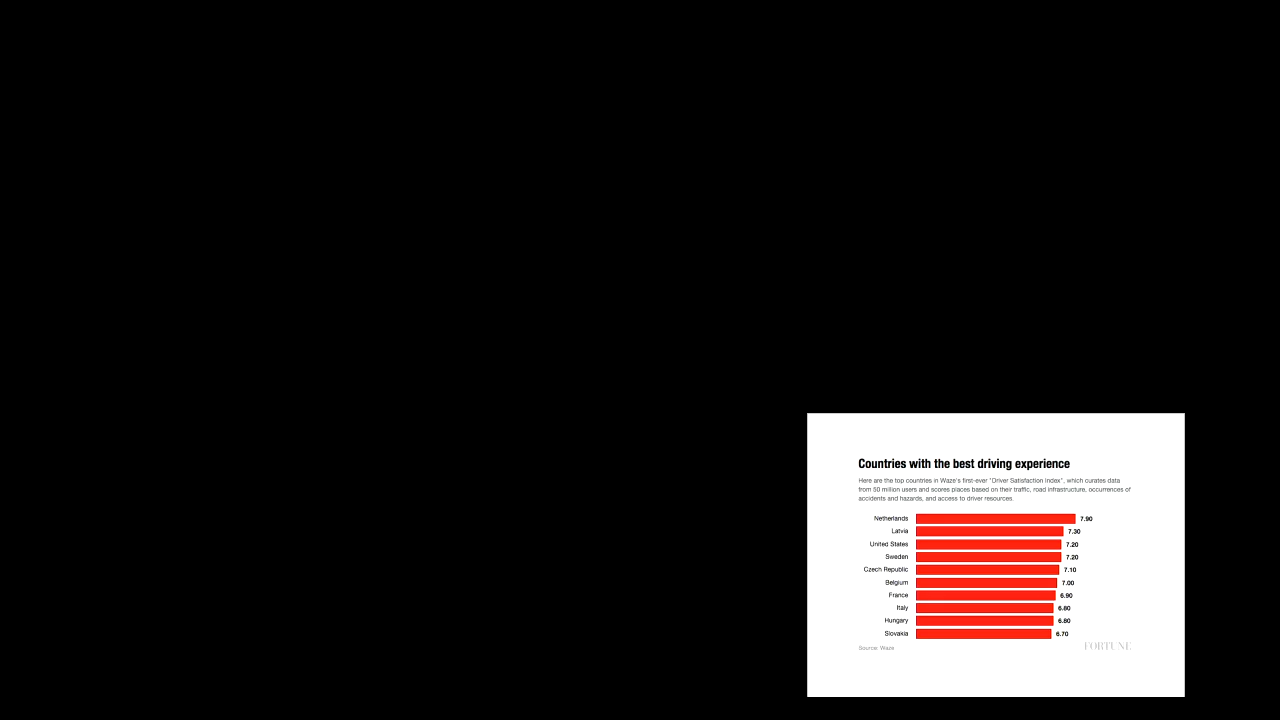 Countries with the best driving experience
Here are the top countries in Waze's first-ever "Driver Satisfaction Index", which curates data
from 50 million users and scores places based on their traffic, road infrastructure, occurrences of
accidents and hazards, and access to driver resources.
Netherlands 7.90
Latvia 7.30
United States 7.20
Sweden 7.20
Czech Republic 7.10
Belgium 7.00
France 6.90
Italy 6.80
Hungary 6.80
Slovakia 6.70
Source: Waze FORTUNE